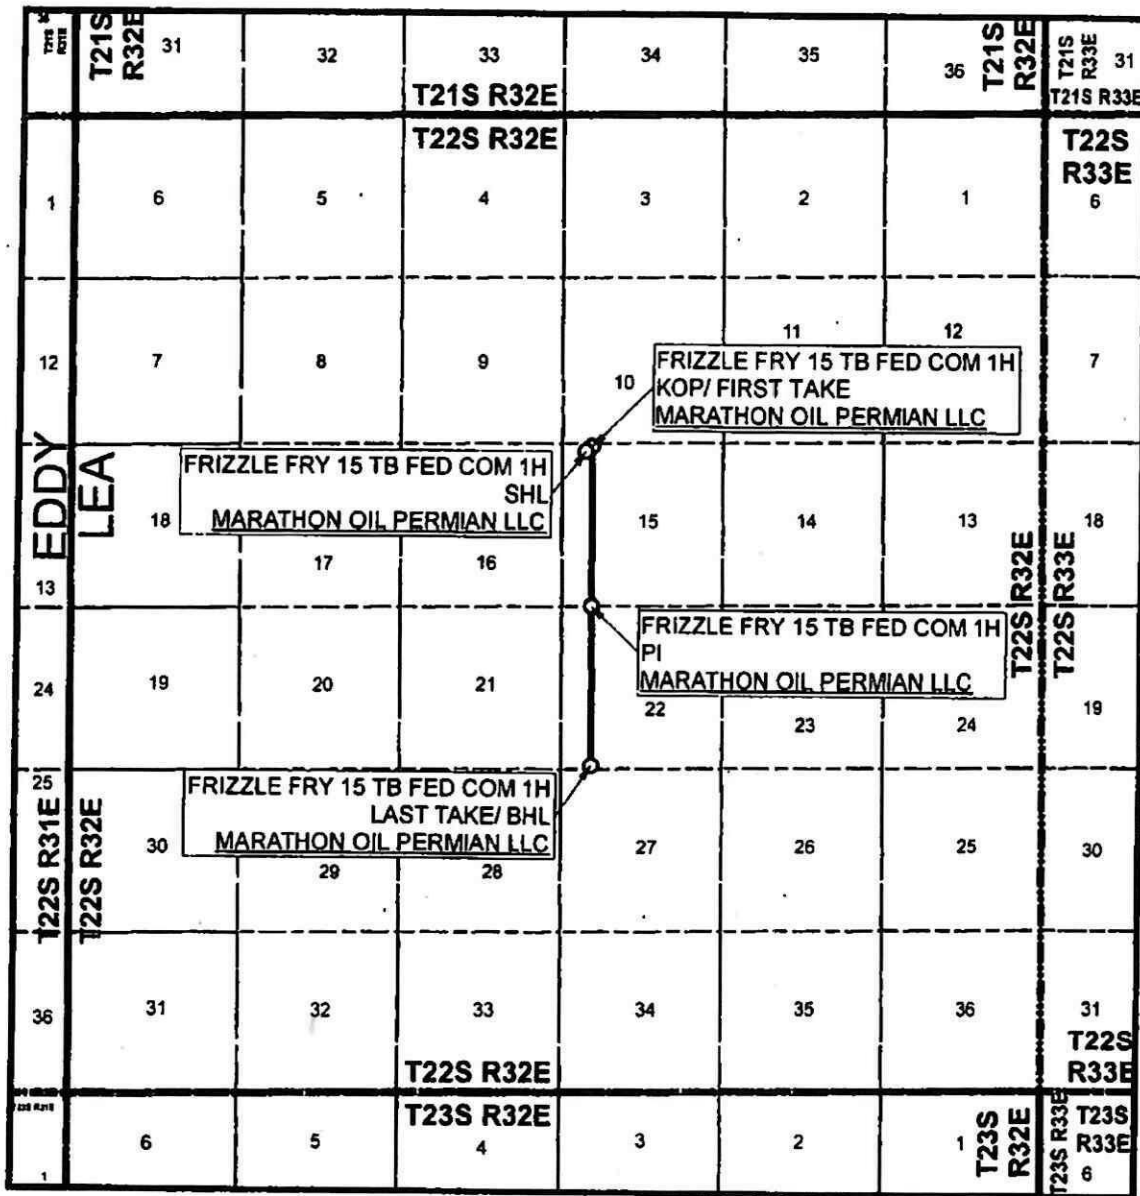 T21S R32E
31
32
33
34
35
36
T21S R32E
T21S R33E
31
T21S R32E
T21S R33E
T22S R32E
T22S R33E
1
6
5
4
3
2
1
6
12
7
8
9
10
11
12
7
FRIZZLE FRY 15 TB FED COM 1H
KOP/ FIRST TAKE
MARATHON OIL PERMIAN LLC
EDDY
LEA
FRIZZLE FRY 15 TB FED COM 1H
SHL
MARATHON OIL PERMIAN LLC
13
18
17
16
15
14
13
18
T22S R32E
T22S R33E
FRIZZLE FRY 15 TB FED COM 1H
PI
MARATHON OIL PERMIAN LLC
24
19
20
21
22
23
24
19
FRIZZLE FRY 15 TB FED COM 1H
LAST TAKE/ BHL
MARATHON OIL PERMIAN LLC
25
T22S R31E
T22S R32E
30
29
28
27
26
25
30
36
31
32
33
34
35
36
31
T22S R32E
T22S
R33E
T23S R32E
1
6
5
4
3
2
1
T23S R32E
T23S R33E
T23S
R33E
6